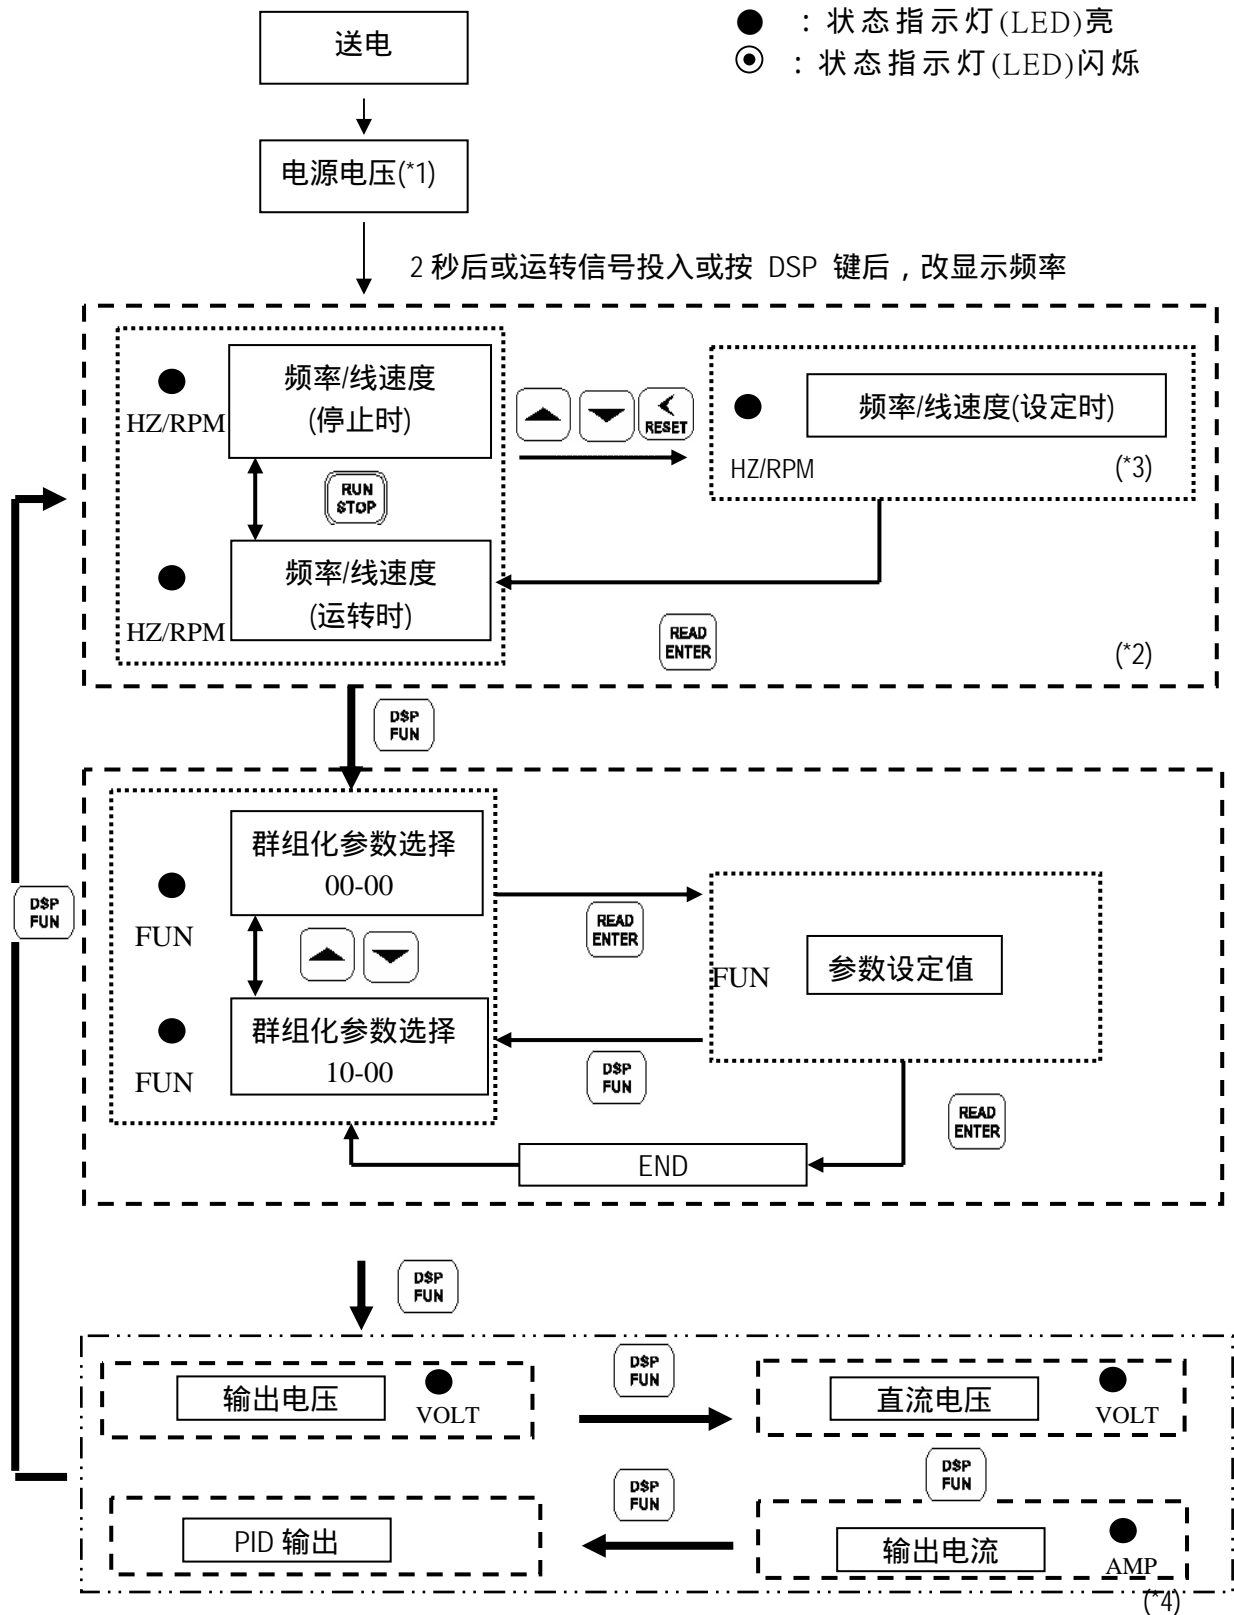 ● ：状态指示灯(LED)亮
◉ ：状态指示灯(LED)闪烁
送电
电源电压(*1)
2 秒后或运转信号投入或按 DSP 键后，改显示频率
频率/线速度
(停止时)
HZ/RPM
RESET
频率/线速度(设定时)
HZ/RPM
(*3)
RUN
STOP
频率/线速度
(运转时)
HZ/RPM
READ
ENTER
(*2)
DSP
FUN
群组化参数选择
00-00
FUN
READ
ENTER
DSP
FUN
FUN
参数设定值
群组化参数选择
10-00
FUN
DSP
FUN
READ
ENTER
END
DSP
FUN
输出电压
VOLT
DSP
FUN
直流电压
VOLT
DSP
FUN
DSP
FUN
PID 输出
输出电流
AMP
(*4)